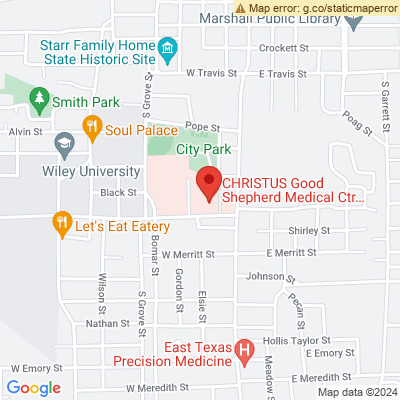 Map error: g.co/staticmaperror
Marshall Public Library
Crockett St
Starr Family Home
State Historic Site
W Travis St
E Travis St
S Garrett St
S Grove St
Smith Park
Poag St
Alvin St
Soul Palace
Pope St
City Park
Wiley University
Black St
CHRISTUS Good
Shepherd Medical Ctr...
Let's Eat Eatery
Shirley St
Bomar St
W Merritt St
E Merritt St
Johnson St
Wilson St
S Grove St
Gordon St
Elsie St
Pecan St
Nathan St
Hollis Taylor St
East Texas
Precision Medicine
E Emory St
W Emory St
Meadow St
E Meredith St
W Meredith St
Google
Map data ©2024